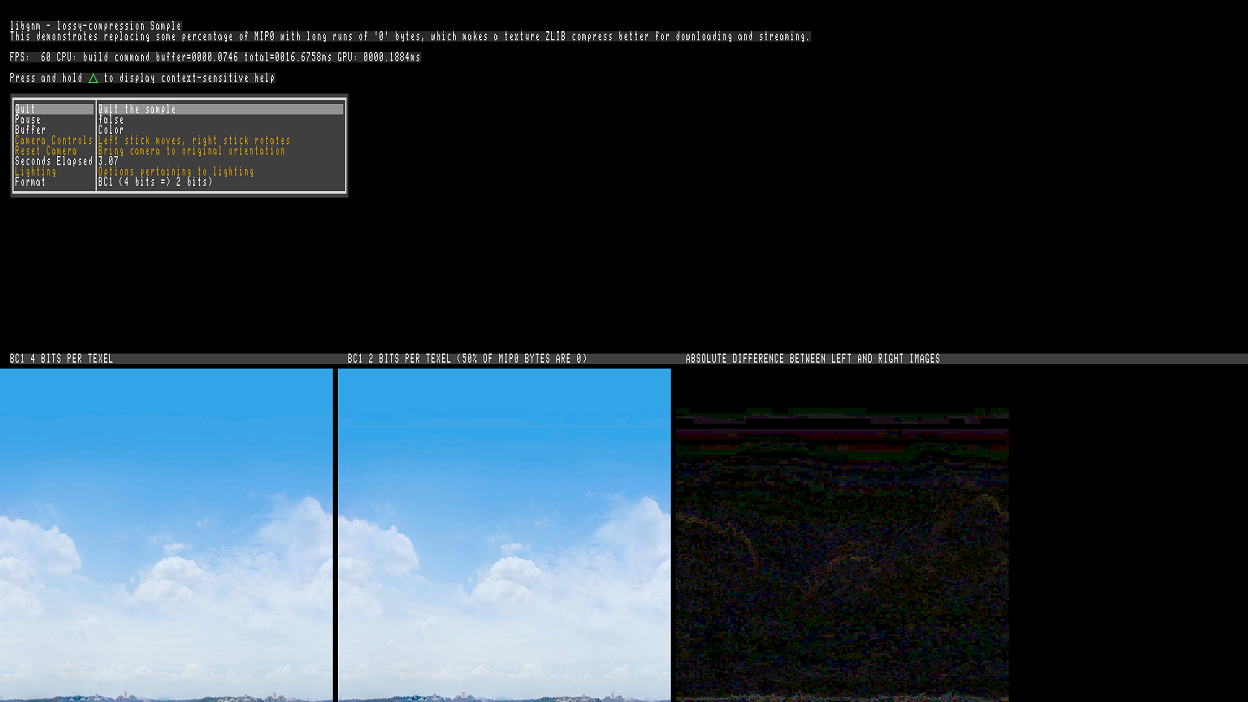 libgnm - lossy-compression Sample
This demonstrates replacing some percentage of MIP0 with long runs of '0' bytes, which makes a texture ZLIB compress better for downloading and streaming.
FPS:  60 CPU: build command buffer=0000.0746 total=0016.6758ms GPU: 0000.1884ms
Press and hold △ to display context-sensitive help
Quit Quit the sample
Pause false
Buffer Color
Camera Controls Left stick moves, right stick rotates
Reset Camera Bring camera to original orientation
Seconds Elapsed 3.07
Lighting Options pertaining to lighting
Format BC1 (4 bits => 2 bits)
BC1 4 BITS PER TEXEL BC1 2 BITS PER TEXEL (50% OF MIP0 BYTES ARE 0) ABSOLUTE DIFFERENCE BETWEEN LEFT AND RIGHT IMAGES